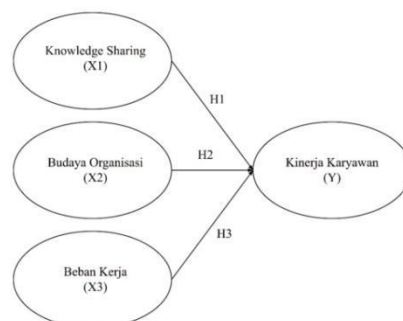 Knowledge Sharing
(X1)
H1
Budaya Organisasi
(X2)
H2
Kinerja Karyawan
(Y)
H3
Beban Kerja
(X3)